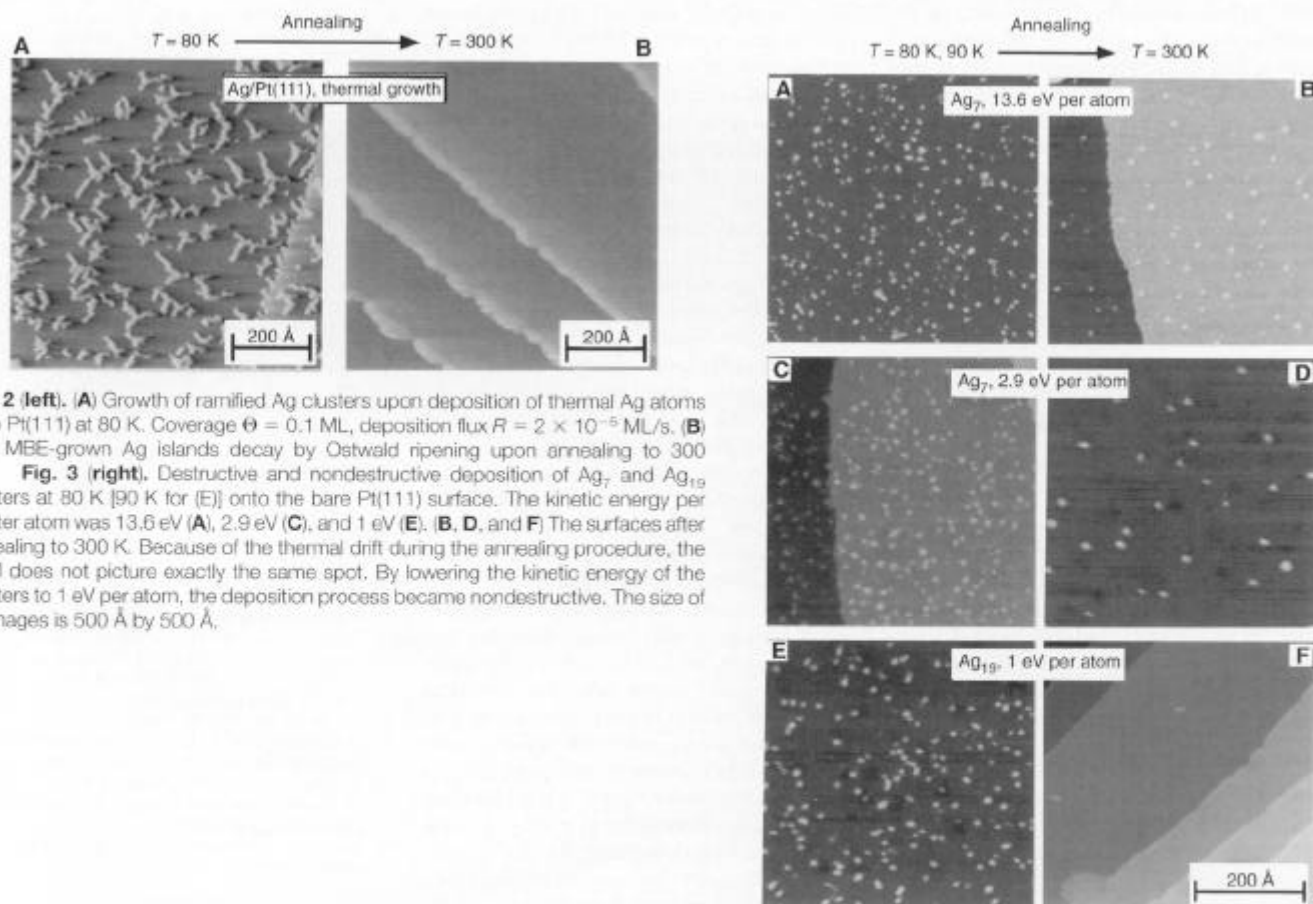 Annealing
T = 80 K T = 300 K
A B
Ag/Pt(111), thermal growth
200 Å 200 Å
2 (left). (A) Growth of ramified Ag clusters upon deposition of thermal Ag atoms
Pt(111) at 80 K. Coverage Θ = 0.1 ML, deposition flux R = 2 × 10⁻⁵ ML/s. (B)
MBE-grown Ag islands decay by Ostwald ripening upon annealing to 300
Fig. 3 (right). Destructive and nondestructive deposition of Ag₇ and Ag₁₉
ters at 80 K [90 K for (E)] onto the bare Pt(111) surface. The kinetic energy per
ter atom was 13.6 eV (A), 2.9 eV (C), and 1 eV (E). (B, D, and F) The surfaces after
ealing to 300 K. Because of the thermal drift during the annealing procedure, the
does not picture exactly the same spot. By lowering the kinetic energy of the
ters to 1 eV per atom, the deposition process became nondestructive. The size of
mages is 500 Å by 500 Å.
Annealing
T = 80 K, 90 K T = 300 K
A B
Ag₇, 13.6 eV per atom
C D
Ag₇, 2.9 eV per atom
E F
Ag₁₉, 1 eV per atom
200 Å